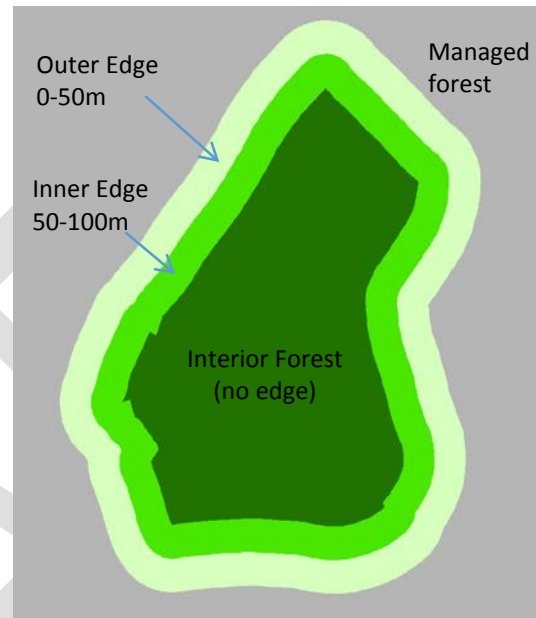 Outer Edge
0-50m
Managed
forest
Inner Edge
50-100m
Interior Forest
(no edge)